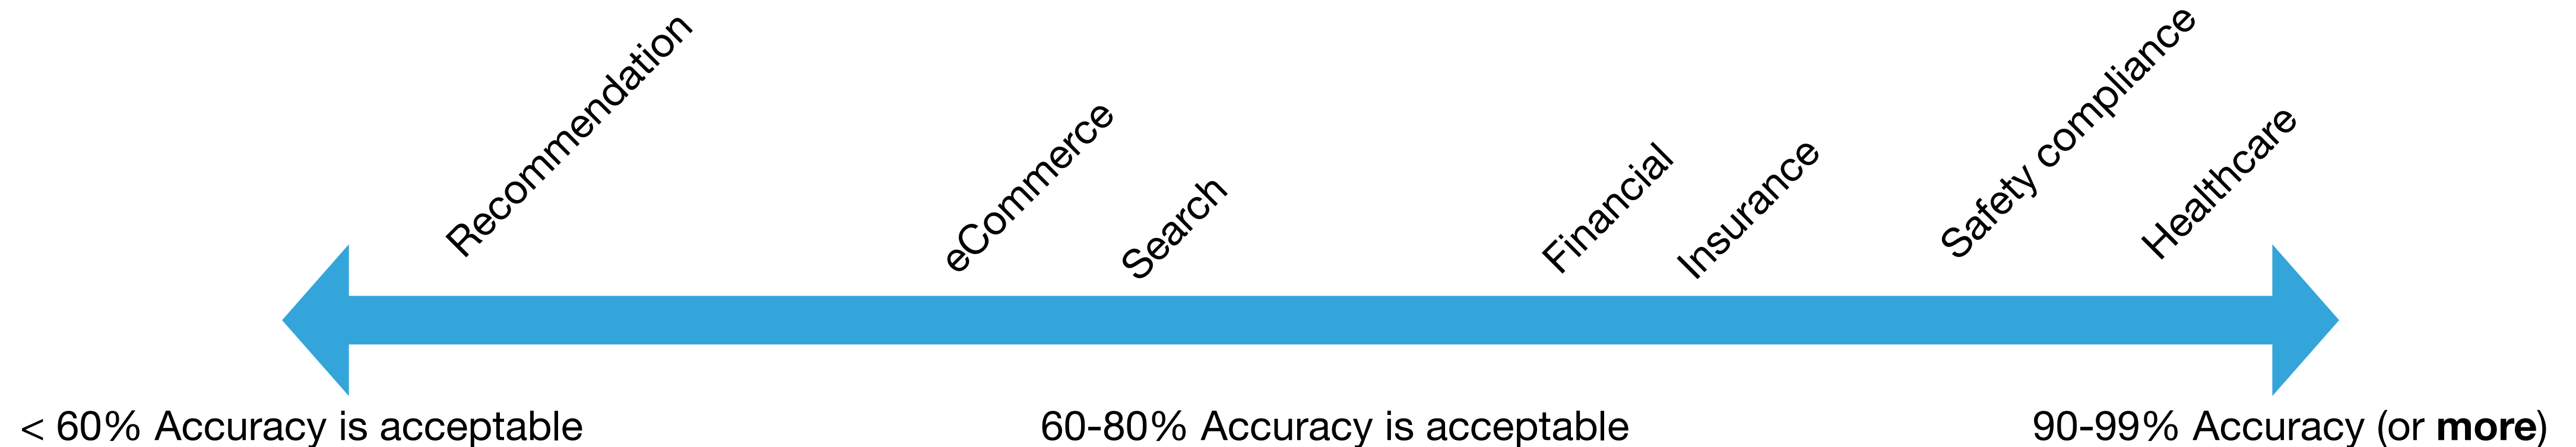 Recommendation
eCommerce
Search
Financial
Insurance
Safety compliance
Healthcare
< 60% Accuracy is acceptable
60-80% Accuracy is acceptable
90-99% Accuracy (or more)